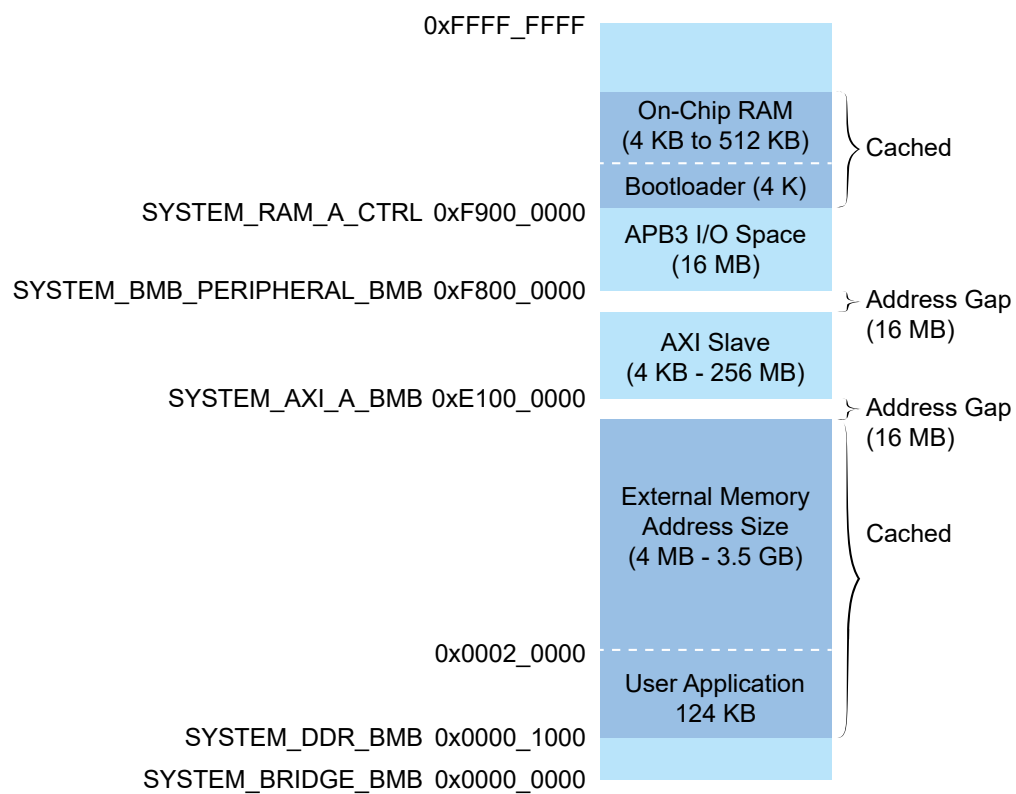 0xFFFF_FFFF
On-Chip RAM
(4 KB to 512 KB)
Cached
Bootloader (4 K)
SYSTEM_RAM_A_CTRL 0xF900_0000
APB3 I/O Space
(16 MB)
SYSTEM_BMB_PERIPHERAL_BMB 0xF800_0000
Address Gap
(16 MB)
AXI Slave
(4 KB - 256 MB)
SYSTEM_AXI_A_BMB 0xE100_0000
Address Gap
(16 MB)
External Memory
Address Size
(4 MB - 3.5 GB)
Cached
0x0002_0000
User Application
124 KB
SYSTEM_DDR_BMB 0x0000_1000
SYSTEM_BRIDGE_BMB 0x0000_0000